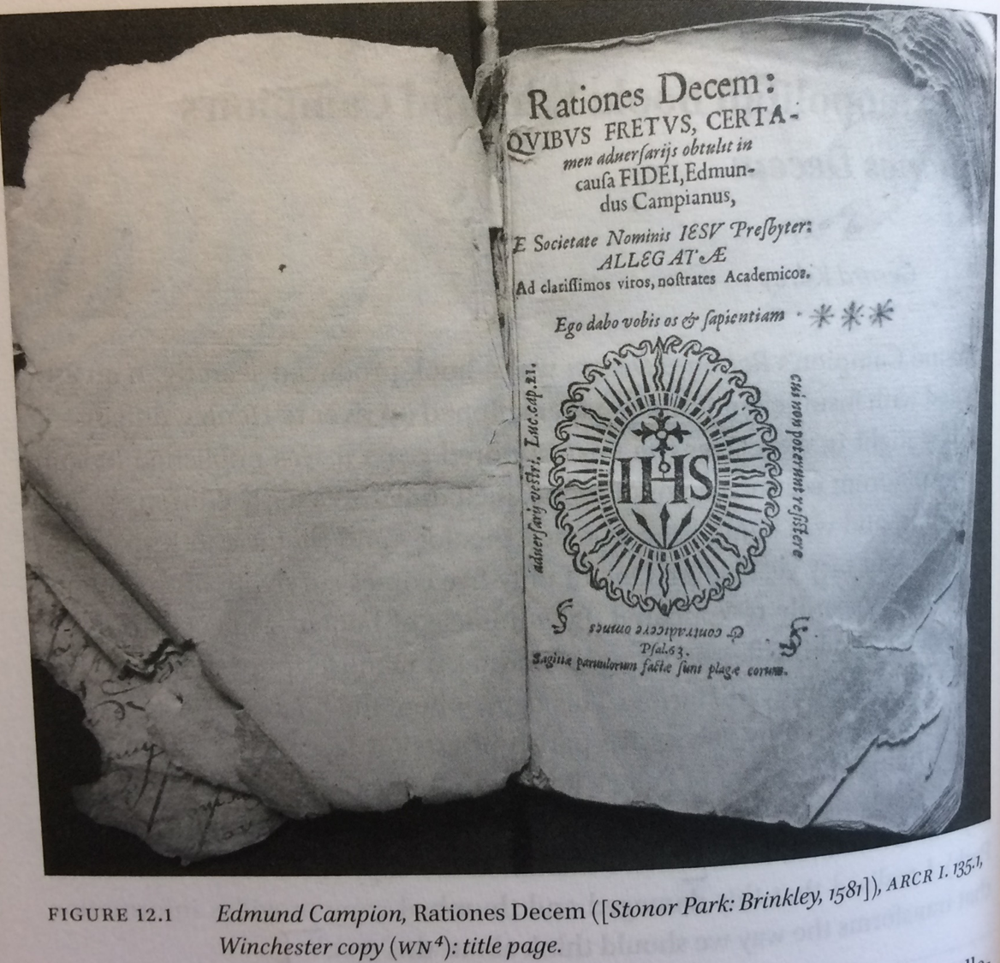 Rationes Decem:
QVIBVS FRETVS, CERTA-
men aduerſarijs obtulit in
cauſa FIDEI, Edmun-
dus Campianus,
E Societate Nominis IESV Preſbyter:
ALLEGATÆ
Ad clariſſimos viros, noſtrates Academicos.
Ego dabo vobis os & ſapientiam
cui non poterunt reſiſtere
& contradicere omnes
aduerſarij veſtri. Luc. cap. 21.
IHS
Pſal. 63.
Sagittæ paruulorum factæ ſunt plagæ eorum.
FIGURE 12.1 Edmund Campion, Rationes Decem ([Stonor Park: Brinkley, 1581]), ARCR I. 135.1,
Winchester copy (WN⁴): title page.